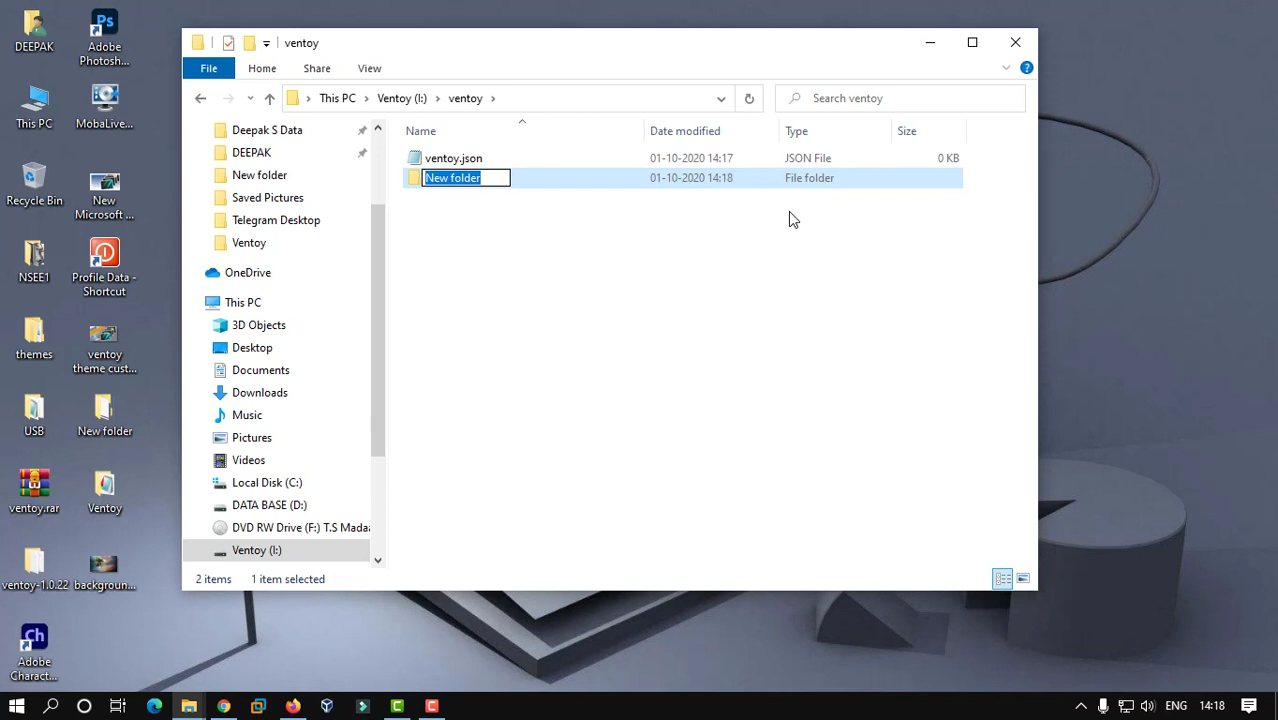 DEEPAK
Adobe
Photosh...
This PC
MobaLive...
Recycle Bin
New
Microsoft ...
NSEE1
Profile Data -
Shortcut
themes
ventoy
theme cust...
USB
New folder
ventoy.rar
Ventoy
ventoy-1.0.22
backgroun...
Adobe
Charact...
ventoy
File
Home
Share
View
This PC
Ventoy (I:)
ventoy
Search ventoy
Name
Date modified
Type
Size
ventoy.json
01-10-2020 14:17
JSON File
0 KB
New folder
01-10-2020 14:18
File folder
Deepak S Data
DEEPAK
New folder
Saved Pictures
Telegram Desktop
Ventoy
OneDrive
This PC
3D Objects
Desktop
Documents
Downloads
Music
Pictures
Videos
Local Disk (C:)
DATA BASE (D:)
DVD RW Drive (F:) T.S Madaa
Ventoy (I:)
2 items
1 item selected
ENG
14:18